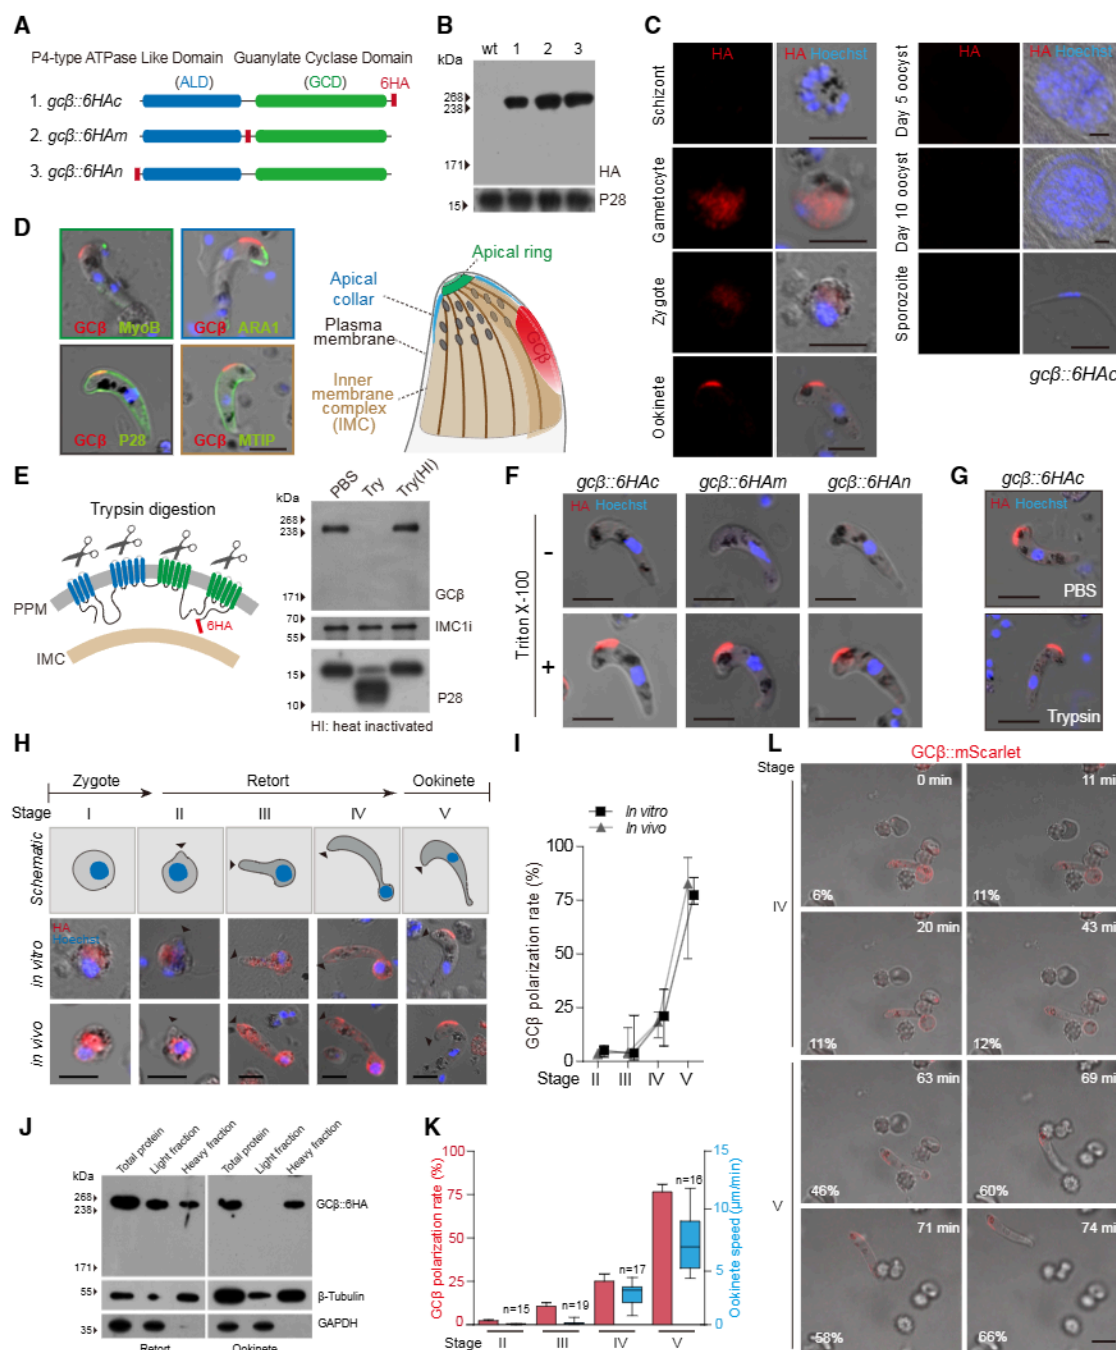 A
P4-type ATPase Like Domain
(ALD)
Guanylate Cyclase Domain
(GCD)
6HA
1. gcβ::6HAc
2. gcβ::6HAm
3. gcβ::6HAn
B
wt 1 2 3
kDa
268
238
171
15
HA
P28
C
HA
HA Hoechst
HA
HA Hoechst
Schizont
Gametocyte
Zygote
Ookinete
Day 5 oocyst
Day 10 oocyst
Sporozoite
gcβ::6HAc
D
GCβ MyoB
GCβ ARA1
GCβ P28
GCβ MTIP
Apical ring
Apical collar
Plasma membrane
Inner membrane complex (IMC)
GCβ
E
Trypsin digestion
PPM
IMC
6HA
PBS Try Try(HI)
kDa
268
238
171
70
55
15
10
GCβ
IMC1i
P28
HI: heat inactivated
F
gcβ::6HAc gcβ::6HAm gcβ::6HAn
HA Hoechst
Triton X-100
-
+
G
gcβ::6HAc
HA Hoechst
PBS
Trypsin
H
Zygote Retort Ookinete
Stage I II III IV V
Schematic
in vitro
in vivo
HA
Hoechst
I
In vitro
In vivo
GCβ polarization rate (%)
100
75
50
25
0
Stage II III IV V
J
Total protein Light fraction Heavy fraction Total protein Light fraction Heavy fraction
kDa
268
238
171
55
35
GCβ::6HA
β-Tubulin
GAPDH
Retort Ookinete
K
GCβ polarization rate (%)
100
75
50
25
0
Ookinete speed (μm/min)
15
10
5
0
n=15
n=19
n=17
n=16
Stage II III IV V
L
GCβ::mScarlet
Stage
IV
V
0 min
6%
11 min
11%
20 min
11%
43 min
12%
63 min
46%
69 min
60%
71 min
58%
74 min
66%